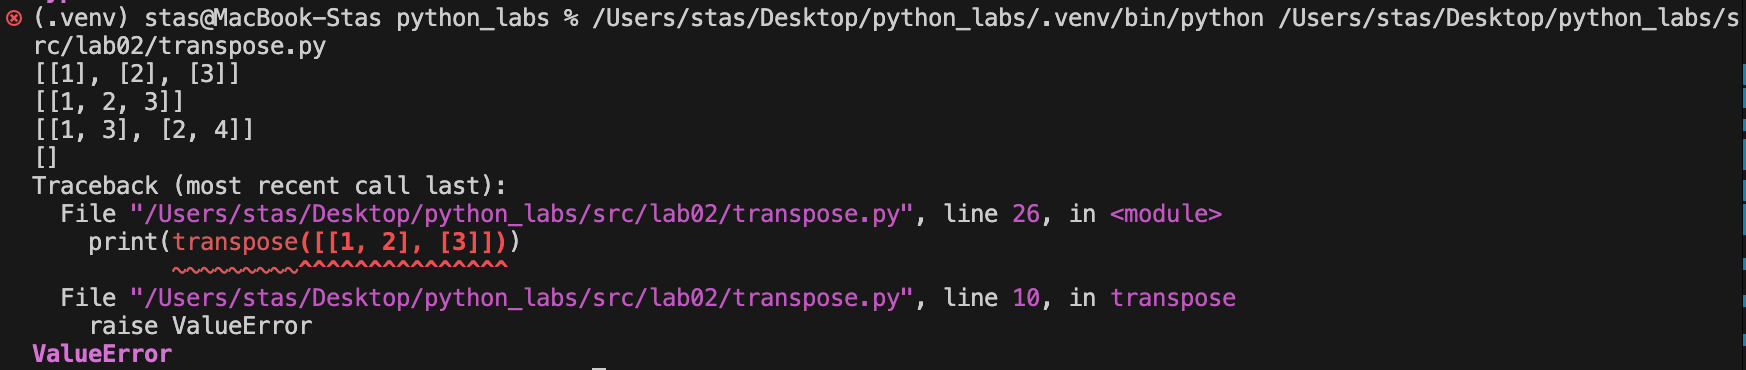 (.venv) stas@MacBook-Stas python_labs % /Users/stas/Desktop/python_labs/.venv/bin/python /Users/stas/Desktop/python_labs/s
rc/lab02/transpose.py
[[1], [2], [3]]
[[1, 2, 3]]
[[1, 3], [2, 4]]
[]
Traceback (most recent call last):
  File "/Users/stas/Desktop/python_labs/src/lab02/transpose.py", line 26, in <module>
    print(transpose([[1, 2], [3]]))
          ~~~~~~~~~^^^^^^^^^^^^^^^
  File "/Users/stas/Desktop/python_labs/src/lab02/transpose.py", line 10, in transpose
    raise ValueError
ValueError